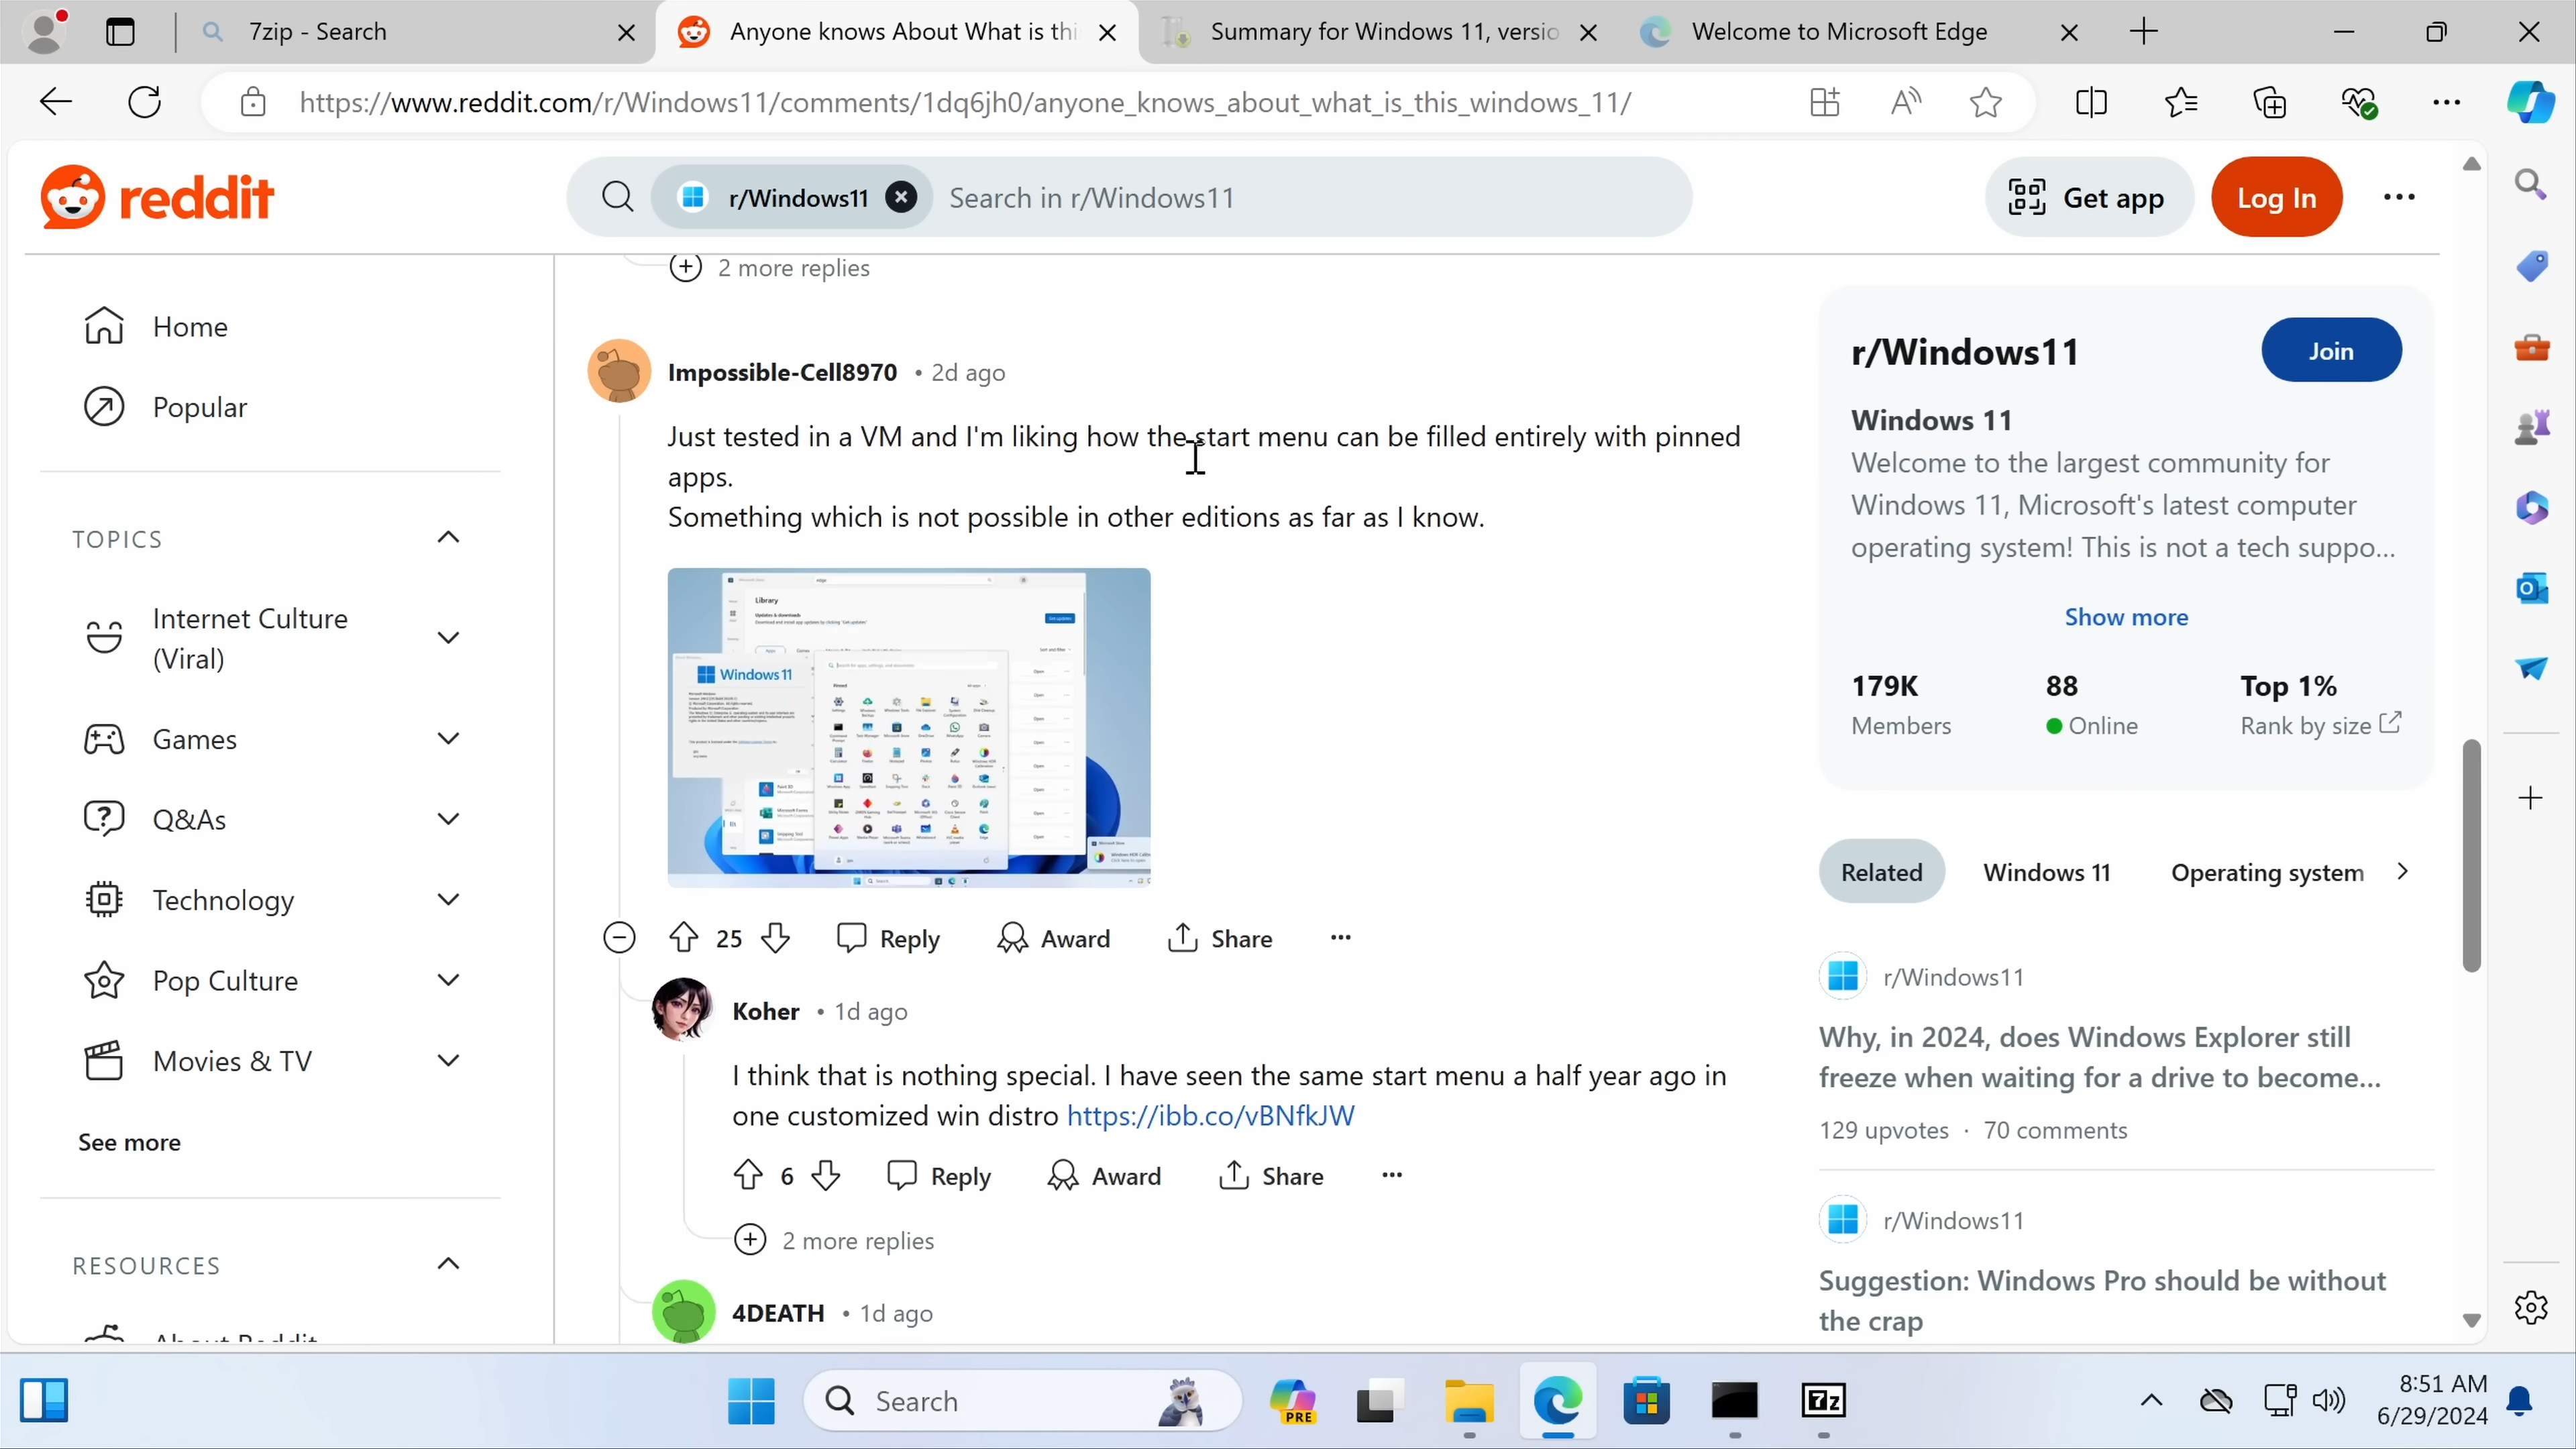 7zip - Search
Anyone knows About What is thi
Summary for Windows 11, versio
Welcome to Microsoft Edge
https://www.reddit.com/r/Windows11/comments/1dq6jh0/anyone_knows_about_what_is_this_windows_11/
reddit
r/Windows11
Search in r/Windows11
Get app
Log In
Home
Popular
TOPICS
Internet Culture
(Viral)
Games
Q&As
Technology
Pop Culture
Movies & TV
See more
RESOURCES
About Reddit
2 more replies
Impossible-Cell8970 • 2d ago
Just tested in a VM and I'm liking how the start menu can be filled entirely with pinned
apps.
Something which is not possible in other editions as far as I know.
Library
Updates & downloads
Windows 11
25
Reply
Award
Share
Koher • 1d ago
I think that is nothing special. I have seen the same start menu a half year ago in
one customized win distro https://ibb.co/vBNfkJW
6
Reply
Award
Share
2 more replies
4DEATH • 1d ago
r/Windows11
Join
Windows 11
Welcome to the largest community for
Windows 11, Microsoft's latest computer
operating system! This is not a tech suppo...
Show more
179K
Members
88
Online
Top 1%
Rank by size
Related
Windows 11
Operating system
r/Windows11
Why, in 2024, does Windows Explorer still
freeze when waiting for a drive to become...
129 upvotes · 70 comments
r/Windows11
Suggestion: Windows Pro should be without
the crap
Search
PRE
7z
8:51 AM
6/29/2024